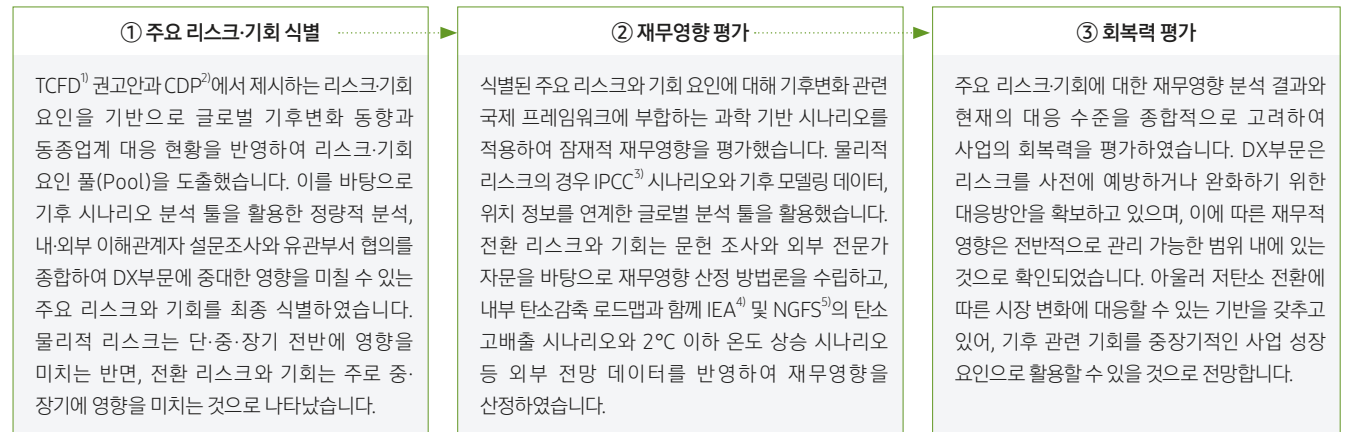 ① 주요 리스크·기회 식별
TCFD1) 권고안과 CDP2)에서 제시하는 리스크·기회
요인을 기반으로 글로벌 기후변화 동향과
동종업계 대응 현황을 반영하여 리스크·기회
요인 풀(Pool)을 도출했습니다. 이를 바탕으로
기후 시나리오 분석 툴을 활용한 정량적 분석,
내·외부 이해관계자 설문조사와 유관부서 협의를
종합하여 DX부문에 중대한 영향을 미칠 수 있는
주요 리스크와 기회를 최종 식별하였습니다.
물리적 리스크는 단·중·장기 전반에 영향을
미치는 반면, 전환 리스크와 기회는 주로 중·
장기에 영향을 미치는 것으로 나타났습니다.
② 재무영향 평가
식별된 주요 리스크와 기회 요인에 대해 기후변화 관련
국제 프레임워크에 부합하는 과학 기반 시나리오를
적용하여 잠재적 재무영향을 평가했습니다. 물리적
리스크의 경우 IPCC3) 시나리오와 기후 모델링 데이터,
위치 정보를 연계한 글로벌 분석 툴을 활용했습니다.
전환 리스크와 기회는 문헌 조사와 외부 전문가
자문을 바탕으로 재무영향 산정 방법론을 수립하고,
내부 탄소감축 로드맵과 함께 IEA4) 및 NGFS5)의 탄소
고배출 시나리오와 2°C 이하 온도 상승 시나리오
등 외부 전망 데이터를 반영하여 재무영향을
산정하였습니다.
③ 회복력 평가
주요 리스크·기회에 대한 재무영향 분석 결과와
현재의 대응 수준을 종합적으로 고려하여
사업의 회복력을 평가하였습니다. DX부문은
리스크를 사전에 예방하거나 완화하기 위한
대응방안을 확보하고 있으며, 이에 따른 재무적
영향은 전반적으로 관리 가능한 범위 내에 있는
것으로 확인되었습니다. 아울러 저탄소 전환에
따른 시장 변화에 대응할 수 있는 기반을 갖추고
있어, 기후 관련 기회를 중장기적인 사업 성장
요인으로 활용할 수 있을 것으로 전망합니다.